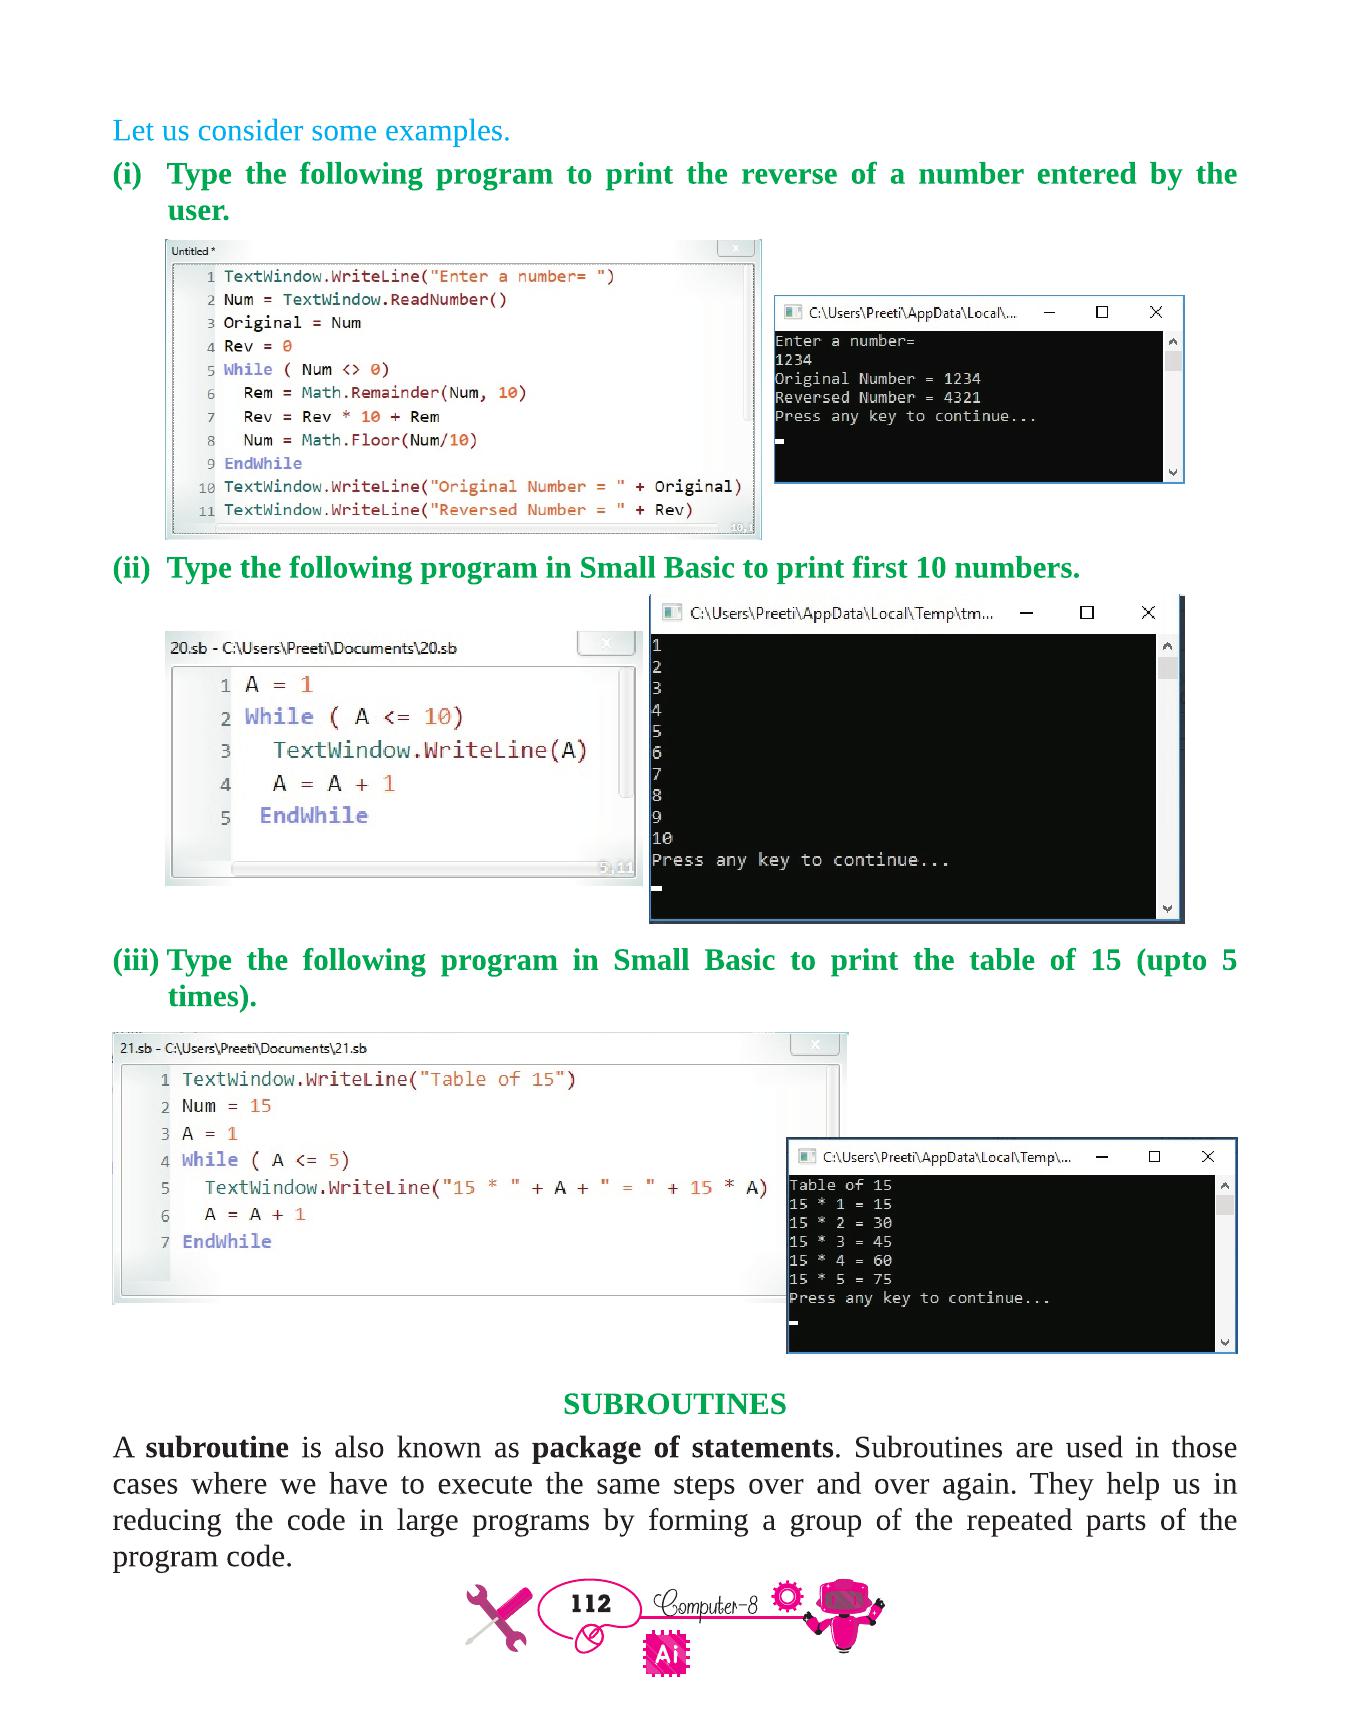 Let us consider some examples.
(i) Type the following program to print the reverse of a number entered by the
user.
Untitled *
x
1 TextWindow.WriteLine("Enter a number= ")
2 Num = TextWindow.ReadNumber()
3 Original = Num
4 Rev = 0
5 While ( Num <> 0)
6 Rem = Math.Remainder(Num, 10)
7 Rev = Rev * 10 + Rem
8 Num = Math.Floor(Num/10)
9 EndWhile
10 TextWindow.WriteLine("Original Number = " + Original)
11 TextWindow.WriteLine("Reversed Number = " + Rev)
C:\Users\Preeti\AppData\Local\...
Enter a number=
1234
Original Number = 1234
Reversed Number = 4321
Press any key to continue...
(ii) Type the following program in Small Basic to print first 10 numbers.
20.sb - C:\Users\Preeti\Documents\20.sb
x
1 A = 1
2 While ( A <= 10)
3 TextWindow.WriteLine(A)
4 A = A + 1
5 EndWhile
5,11
C:\Users\Preeti\AppData\Local\Temp\tm...
1
2
3
4
5
6
7
8
9
10
Press any key to continue...
(iii) Type the following program in Small Basic to print the table of 15 (upto 5
times).
21.sb - C:\Users\Preeti\Documents\21.sb
x
1 TextWindow.WriteLine("Table of 15")
2 Num = 15
3 A = 1
4 While ( A <= 5)
5 TextWindow.WriteLine("15 * " + A + " = " + 15 * A)
6 A = A + 1
7 EndWhile
C:\Users\Preeti\AppData\Local\Temp\...
Table of 15
15 * 1 = 15
15 * 2 = 30
15 * 3 = 45
15 * 4 = 60
15 * 5 = 75
Press any key to continue...
SUBROUTINES
A subroutine is also known as package of statements. Subroutines are used in those
cases where we have to execute the same steps over and over again. They help us in
reducing the code in large programs by forming a group of the repeated parts of the
program code.
112
Computer-8
Ai